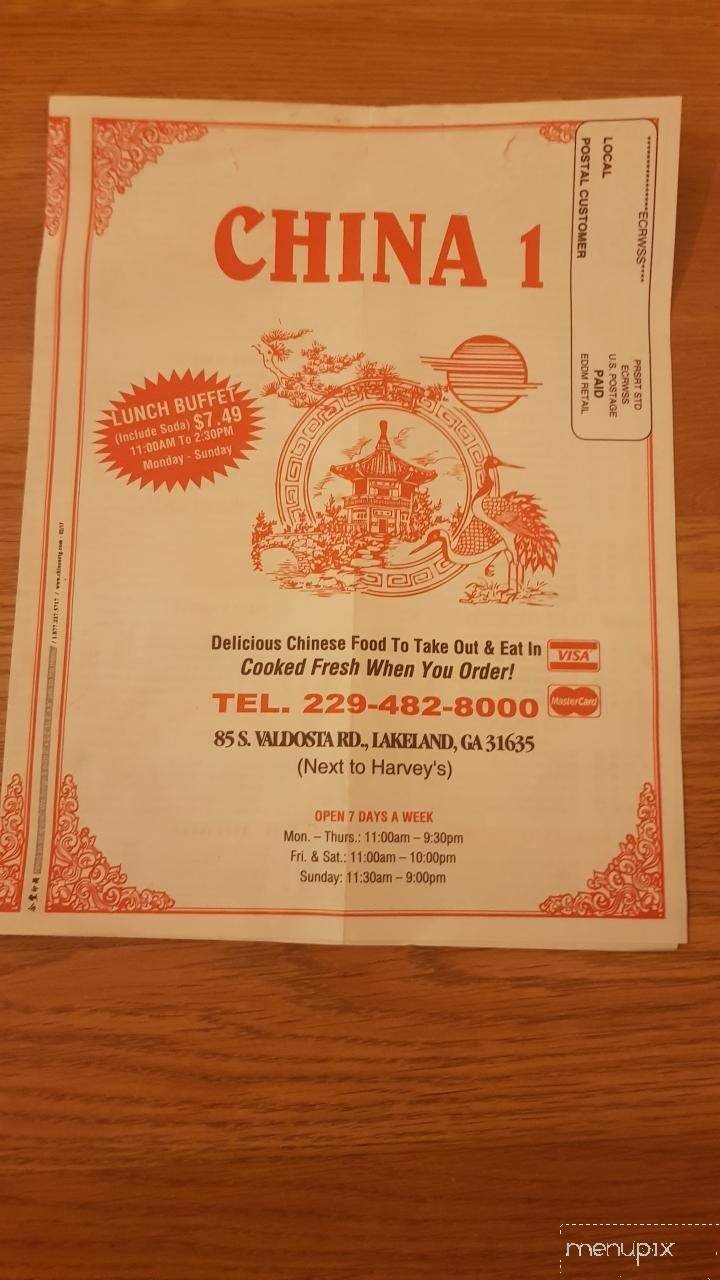 CHINA 1
****************ECRWSS****
LOCAL
POSTAL CUSTOMER
PRSRT STD
ECRWSS
U.S. POSTAGE
PAID
EDDM RETAIL
LUNCH BUFFET
(Include Soda) $7.49
11:00AM To 2:30PM
Monday - Sunday
Delicious Chinese Food To Take Out & Eat In
VISA
Cooked Fresh When You Order!
TEL. 229-482-8000
MasterCard
85 S. VALDOSTA RD., LAKELAND, GA 31635
(Next to Harvey's)
OPEN 7 DAYS A WEEK
Mon. – Thurs.: 11:00am – 9:30pm
Fri. & Sat.: 11:00am – 10:00pm
Sunday: 11:30am – 9:00pm
menupix